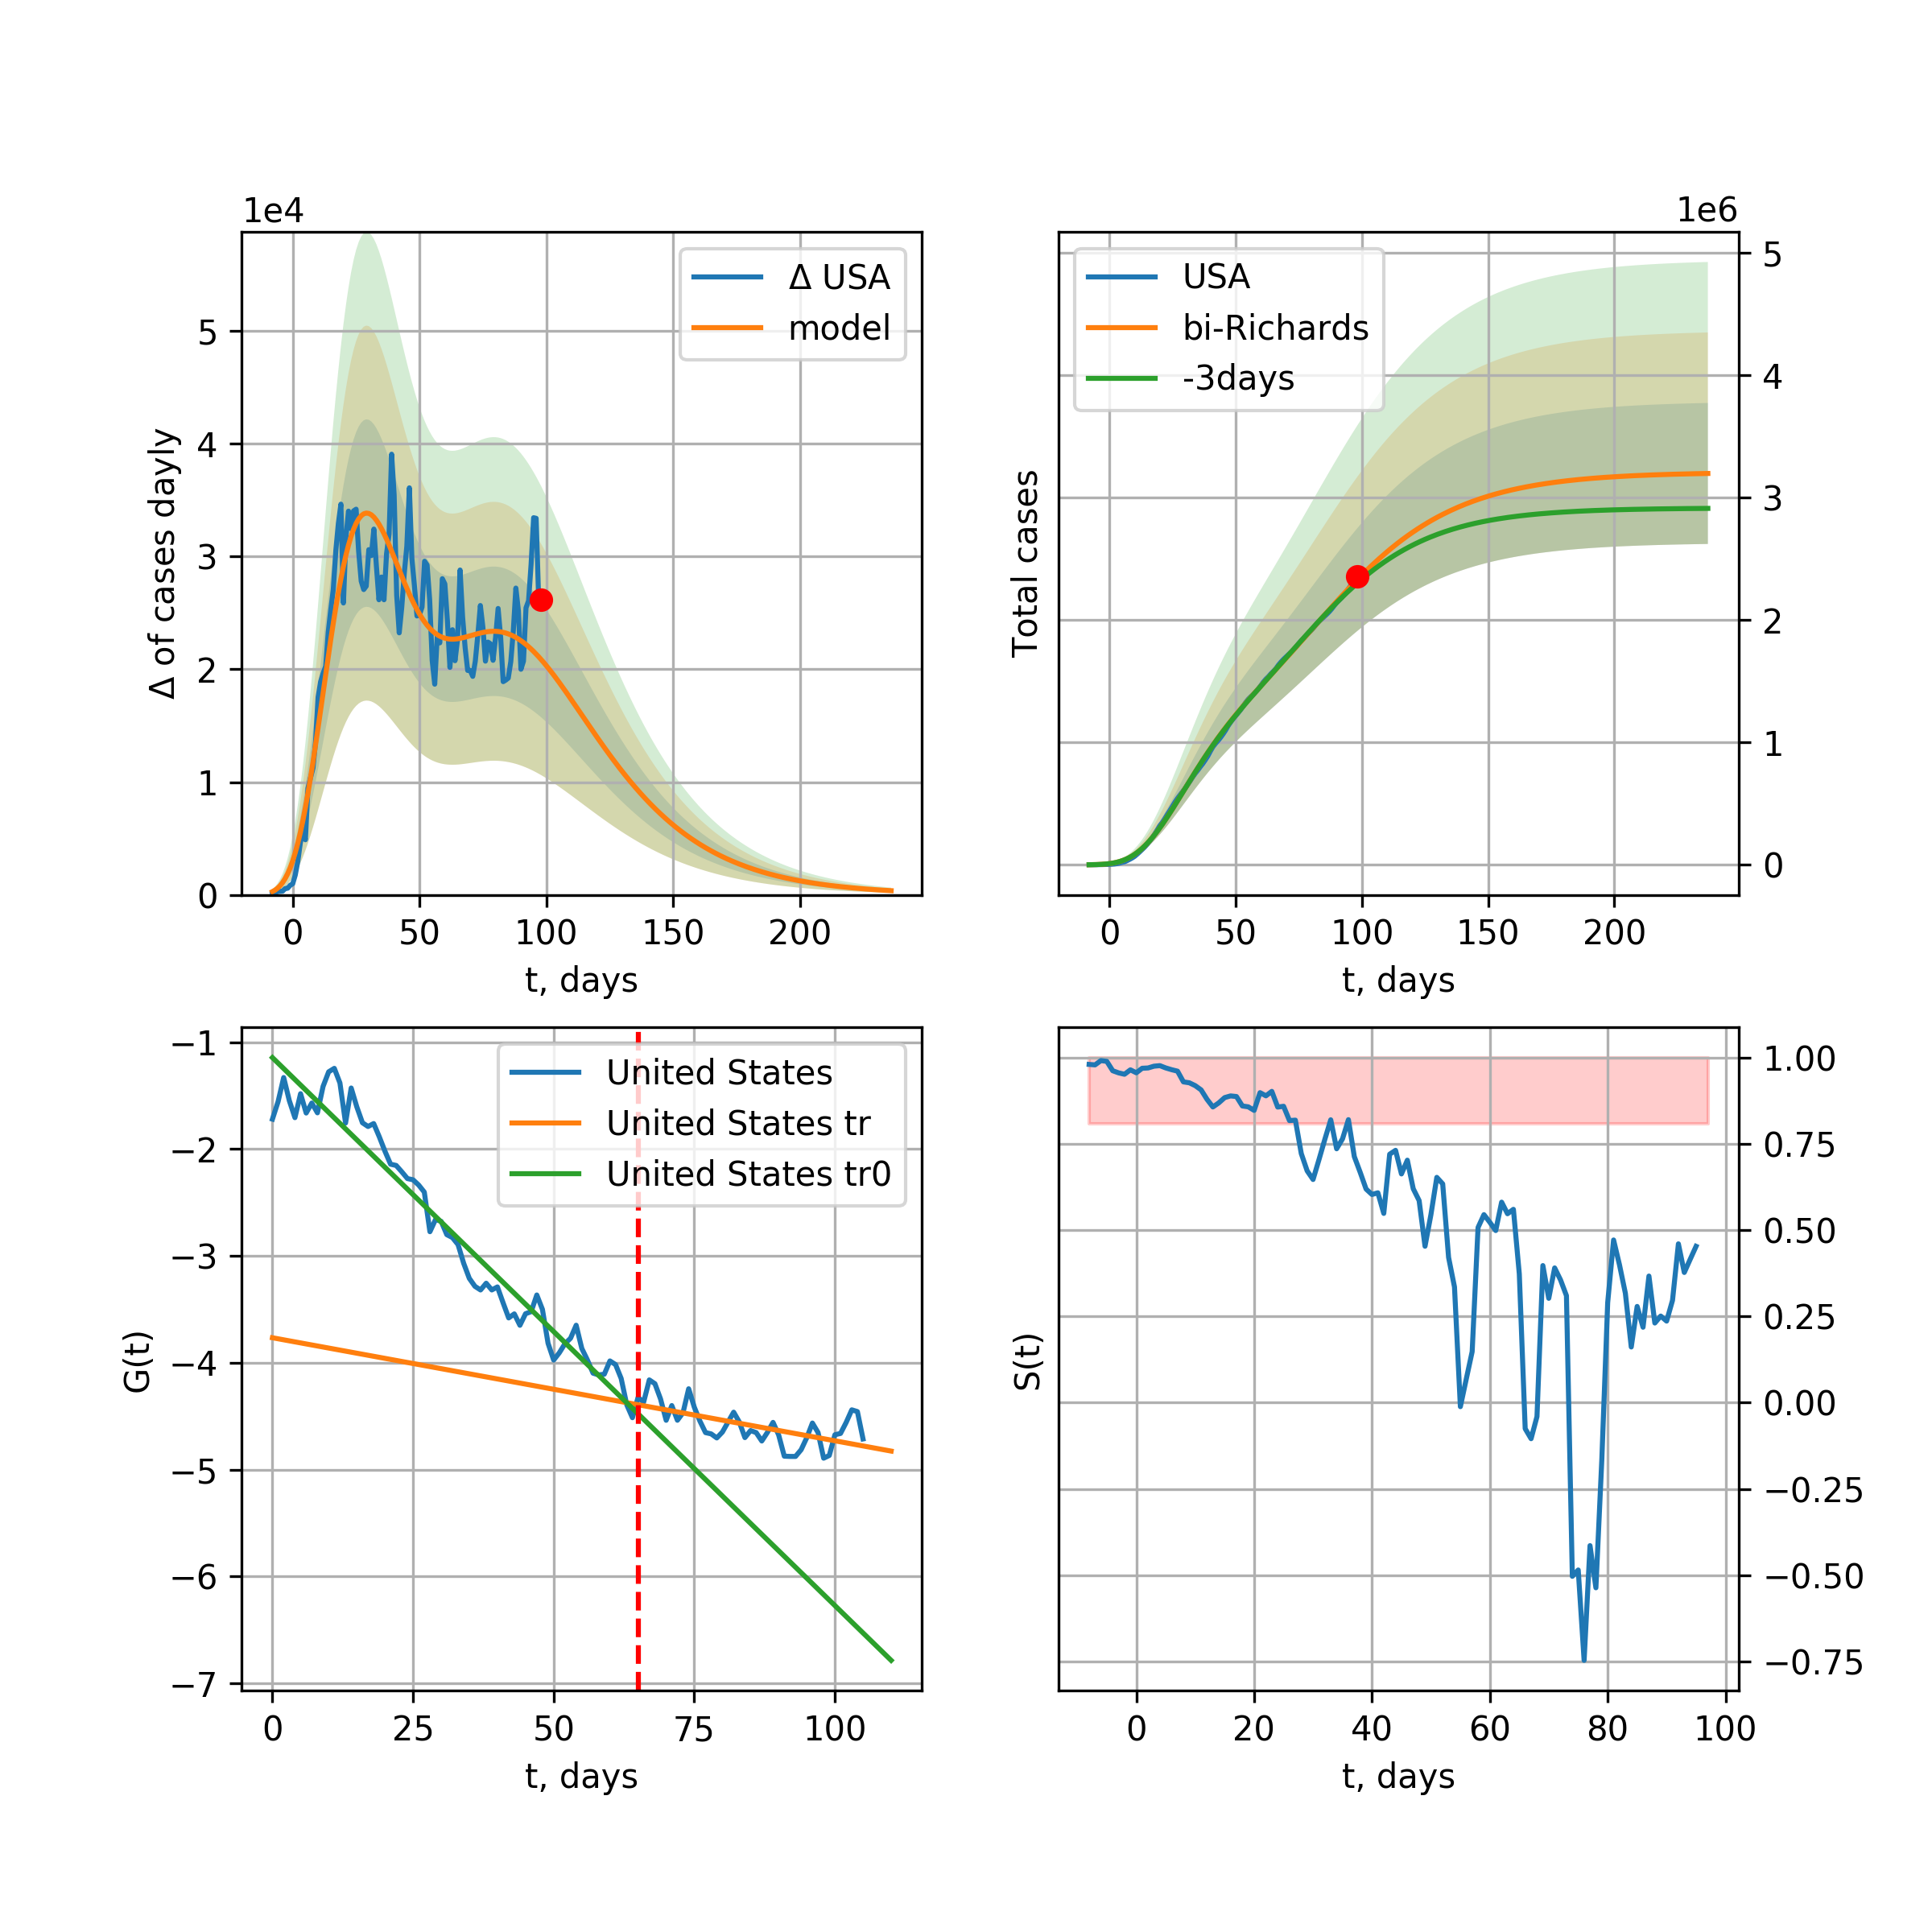 1e4
Δ of cases dayly
5
4
3
2
1
0
Δ USA
model
0 50 100 150 200
t, days
1e6
Total cases
USA
bi-Richards
-3days
5
4
3
2
1
0
0 50 100 150 200
t, days
G(t)
−1
−2
−3
−4
−5
−6
−7
United States
United States tr
United States tr0
0 25 50 75 100
t, days
S(t)
1.00
0.75
0.50
0.25
0.00
−0.25
−0.50
−0.75
0 20 40 60 80 100
t, days